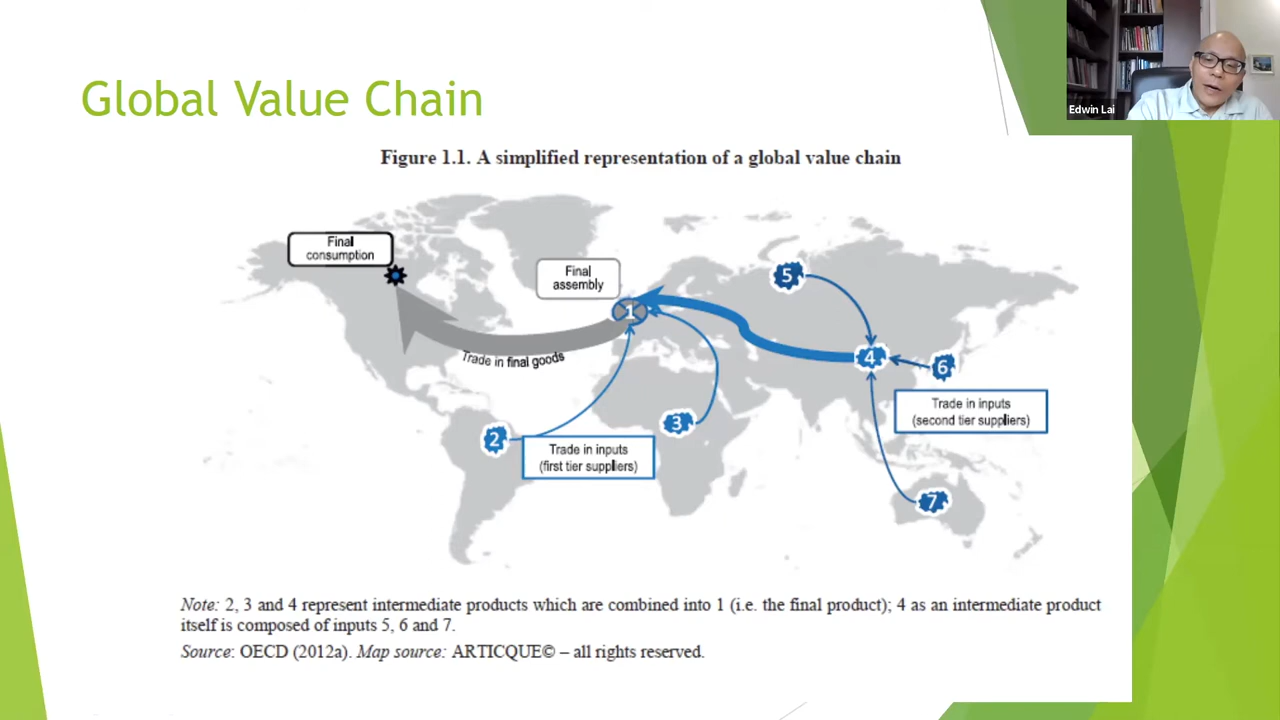 Global Value Chain
Edwin Lai
Figure 1.1. A simplified representation of a global value chain
Final
consumption
Final
assembly
5
1
4
6
Trade in final goods
Trade in inputs
(second tier suppliers)
2
3
Trade in inputs
(first tier suppliers)
7
Note: 2, 3 and 4 represent intermediate products which are combined into 1 (i.e. the final product); 4 as an intermediate product
itself is composed of inputs 5, 6 and 7.
Source: OECD (2012a). Map source: ARTICQUE© – all rights reserved.